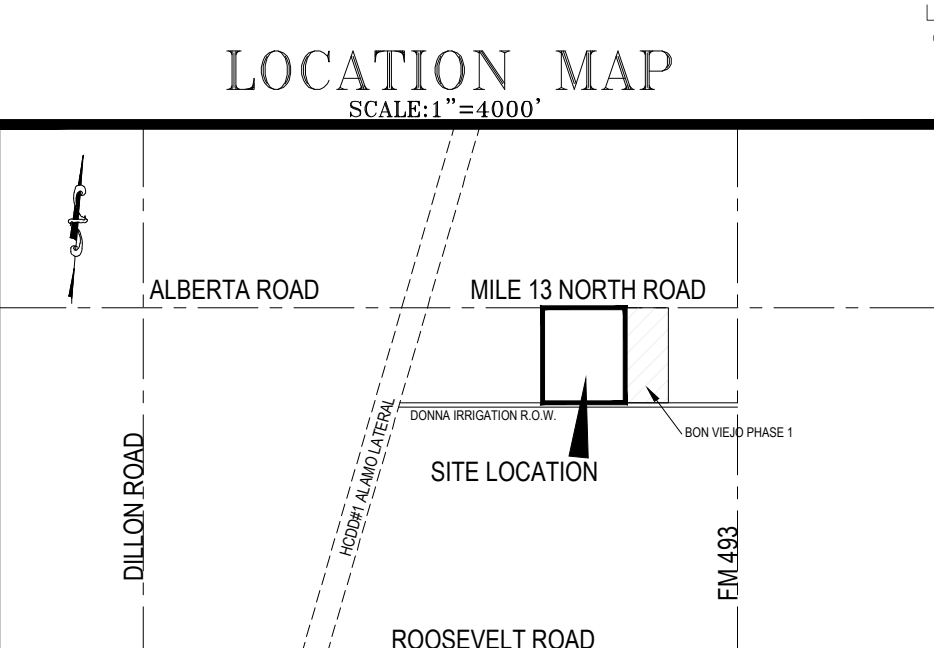 LOCATION MAP
SCALE:1"=4000'
ALBERTA ROAD
MILE 13 NORTH ROAD
DONNA IRRIGATION R.O.W.
BON VIEJO PHASE 1
SITE LOCATION
HCDD#1 ALAMO LATERAL
DILLON ROAD
FM 493
ROOSEVELT ROAD